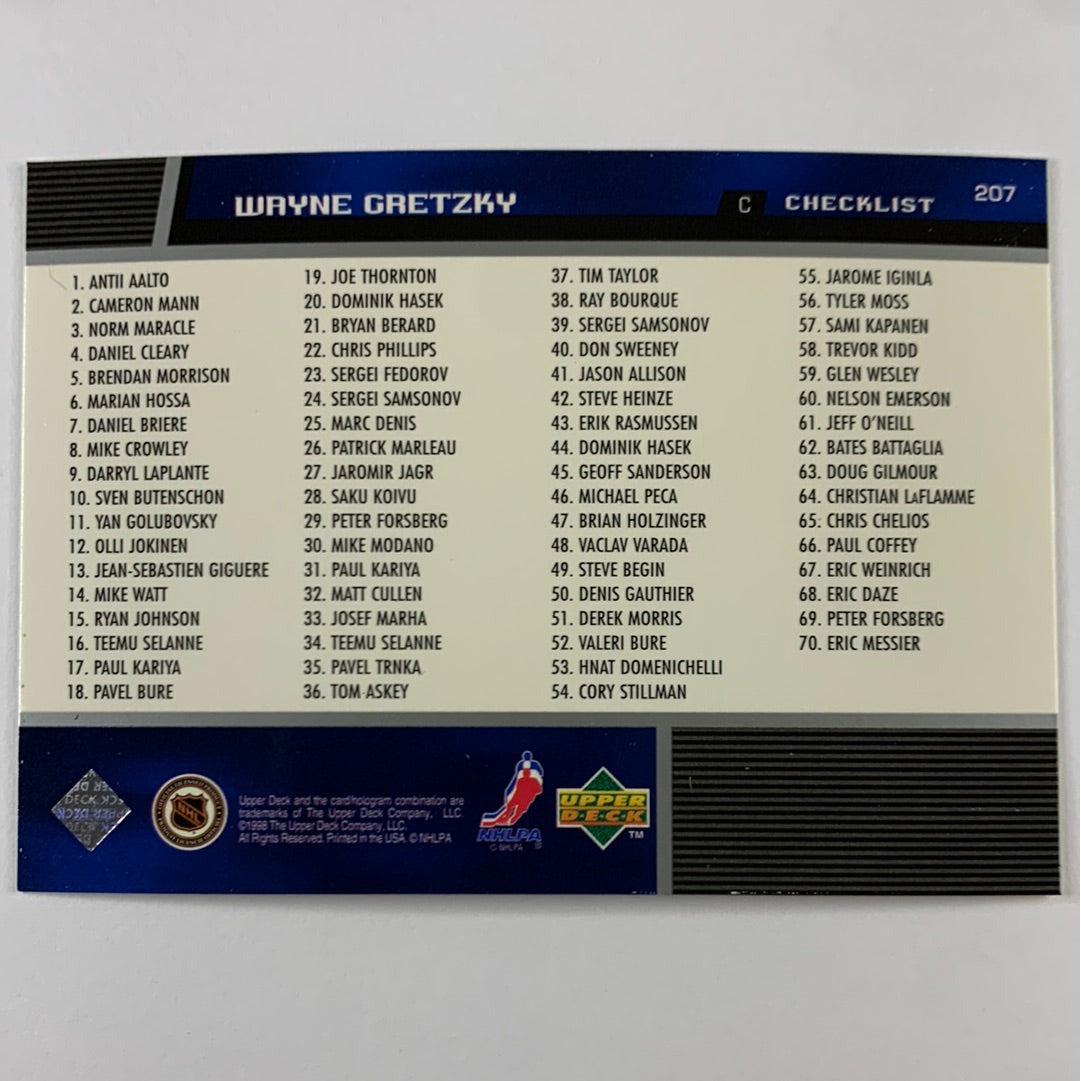 WAYNE GRETZKY
C CHECKLIST 207
1. ANTII AALTO
2. CAMERON MANN
3. NORM MARACLE
4. DANIEL CLEARY
5. BRENDAN MORRISON
6. MARIAN HOSSA
7. DANIEL BRIERE
8. MIKE CROWLEY
9. DARRYL LAPLANTE
10. SVEN BUTENSCHON
11. YAN GOLUBOVSKY
12. OLLI JOKINEN
13. JEAN-SEBASTIEN GIGUERE
14. MIKE WATT
15. RYAN JOHNSON
16. TEEMU SELANNE
17. PAUL KARIYA
18. PAVEL BURE
19. JOE THORNTON
20. DOMINIK HASEK
21. BRYAN BERARD
22. CHRIS PHILLIPS
23. SERGEI FEDOROV
24. SERGEI SAMSONOV
25. MARC DENIS
26. PATRICK MARLEAU
27. JAROMIR JAGR
28. SAKU KOIVU
29. PETER FORSBERG
30. MIKE MODANO
31. PAUL KARIYA
32. MATT CULLEN
33. JOSEF MARHA
34. TEEMU SELANNE
35. PAVEL TRNKA
36. TOM ASKEY
37. TIM TAYLOR
38. RAY BOURQUE
39. SERGEI SAMSONOV
40. DON SWEENEY
41. JASON ALLISON
42. STEVE HEINZE
43. ERIK RASMUSSEN
44. DOMINIK HASEK
45. GEOFF SANDERSON
46. MICHAEL PECA
47. BRIAN HOLZINGER
48. VACLAV VARADA
49. STEVE BEGIN
50. DENIS GAUTHIER
51. DEREK MORRIS
52. VALERI BURE
53. HNAT DOMENICHELLI
54. CORY STILLMAN
55. JAROME IGINLA
56. TYLER MOSS
57. SAMI KAPANEN
58. TREVOR KIDD
59. GLEN WESLEY
60. NELSON EMERSON
61. JEFF O'NEILL
62. BATES BATTAGLIA
63. DOUG GILMOUR
64. CHRISTIAN LaFLAMME
65. CHRIS CHELIOS
66. PAUL COFFEY
67. ERIC WEINRICH
68. ERIC DAZE
69. PETER FORSBERG
70. ERIC MESSIER
NHL
Upper Deck and the card/hologram combination are
trademarks of The Upper Deck Company, LLC.
©1998 The Upper Deck Company, LLC.
All Rights Reserved. Printed in the USA. © NHLPA
NHLPA
© NHLPA
UPPER
DECK
TM